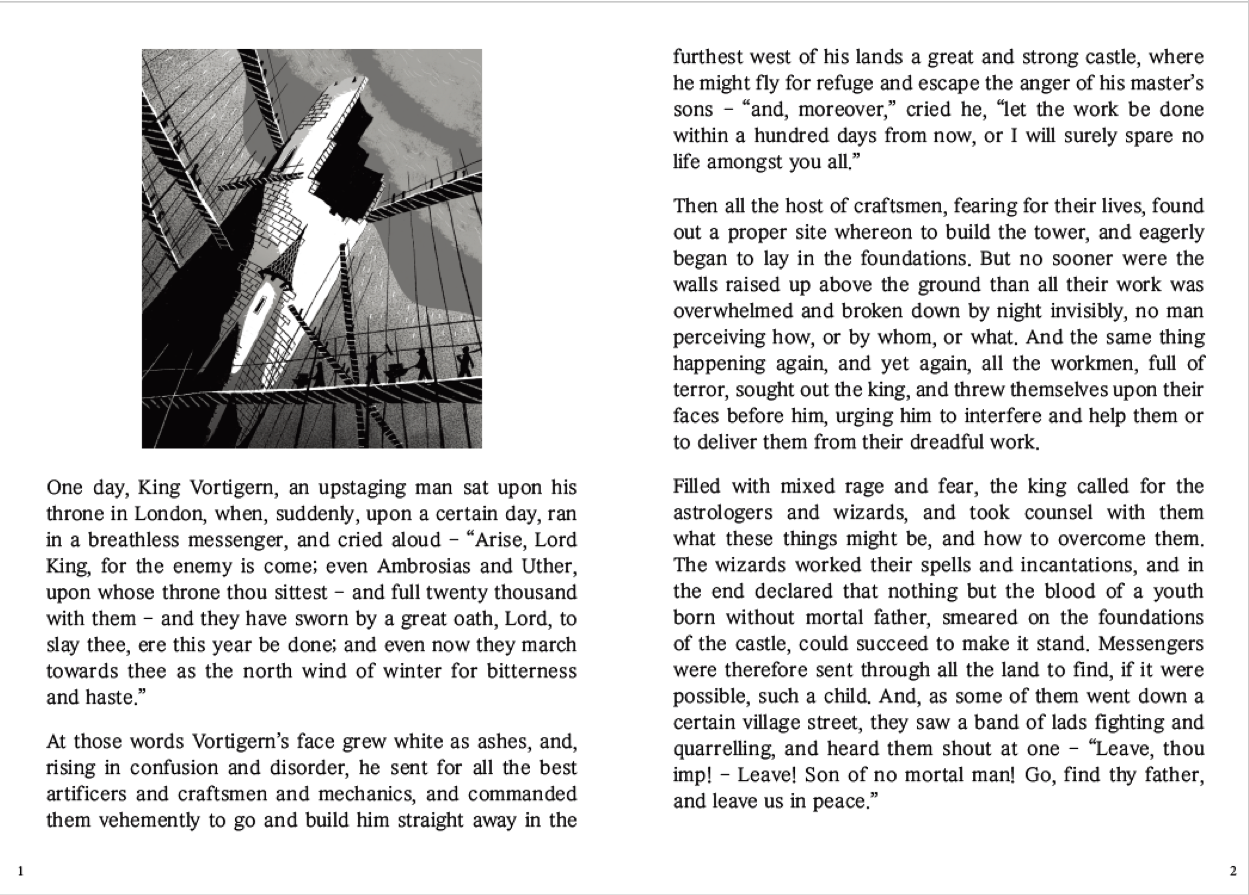 One day, King Vortigern, an upstaging man sat upon his
throne in London, when, suddenly, upon a certain day, ran
in a breathless messenger, and cried aloud – “Arise, Lord
King, for the enemy is come; even Ambrosias and Uther,
upon whose throne thou sittest – and full twenty thousand
with them – and they have sworn by a great oath, Lord, to
slay thee, ere this year be done; and even now they march
towards thee as the north wind of winter for bitterness
and haste.”
At those words Vortigern’s face grew white as ashes, and,
rising in confusion and disorder, he sent for all the best
artificers and craftsmen and mechanics, and commanded
them vehemently to go and build him straight away in the
1
furthest west of his lands a great and strong castle, where
he might fly for refuge and escape the anger of his master’s
sons – “and, moreover,” cried he, “let the work be done
within a hundred days from now, or I will surely spare no
life amongst you all.”
Then all the host of craftsmen, fearing for their lives, found
out a proper site whereon to build the tower, and eagerly
began to lay in the foundations. But no sooner were the
walls raised up above the ground than all their work was
overwhelmed and broken down by night invisibly, no man
perceiving how, or by whom, or what. And the same thing
happening again, and yet again, all the workmen, full of
terror, sought out the king, and threw themselves upon their
faces before him, urging him to interfere and help them or
to deliver them from their dreadful work.
Filled with mixed rage and fear, the king called for the
astrologers and wizards, and took counsel with them
what these things might be, and how to overcome them.
The wizards worked their spells and incantations, and in
the end declared that nothing but the blood of a youth
born without mortal father, smeared on the foundations
of the castle, could succeed to make it stand. Messengers
were therefore sent through all the land to find, if it were
possible, such a child. And, as some of them went down a
certain village street, they saw a band of lads fighting and
quarrelling, and heard them shout at one – “Leave, thou
imp! – Leave! Son of no mortal man! Go, find thy father,
and leave us in peace.”
2